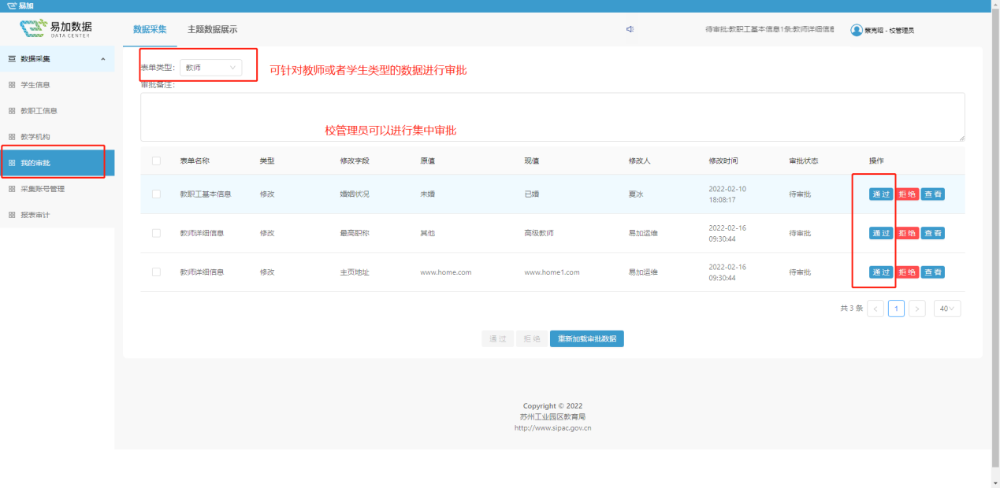 易加
易加数据
DATA CENTER
数据采集 主题数据展示
待审批:教职工基本信息1条;教师详细信息
蔡亮昭 - 校管理员
数据采集
学生信息
教职工信息
教学机构
我的审批
采集账号管理
报表审计
表单类型: 教师
可针对教师或者学生类型的数据进行审批
审批备注:
校管理员可以进行集中审批
表单名称 类型 修改字段 原值 现值 修改人 修改时间 审批状态 操作
教职工基本信息 修改 婚姻状况 未婚 已婚 夏冰 2022-02-10 18:08:17 待审批 通过 拒绝 查看
教师详细信息 修改 最高职称 其他 高级教师 易加运维 2022-02-16 09:30:44 待审批 通过 拒绝 查看
教师详细信息 修改 主页地址 www.home.com www.home1.com 易加运维 2022-02-16 09:30:44 待审批 通过 拒绝 查看
共 3 条 < 1 > 40
通过 拒绝 重新加载审批数据
Copyright © 2022
苏州工业园区教育局
http://www.sipac.gov.cn